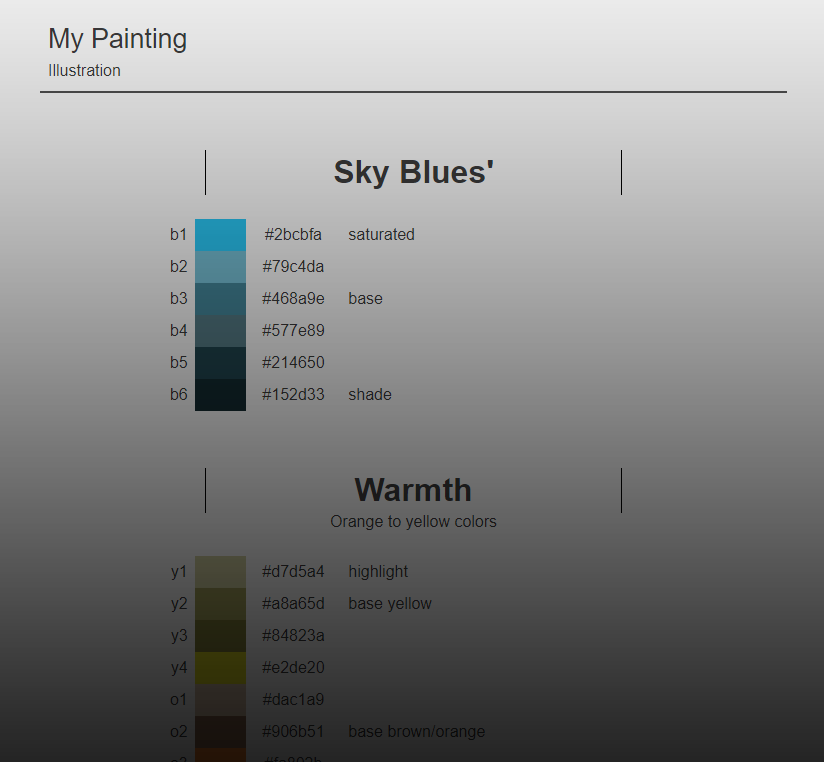 My Painting
Illustration
Sky Blues'
b1 #2bcbfa saturated
b2 #79c4da
b3 #468a9e base
b4 #577e89
b5 #214650
b6 #152d33 shade
Warmth
Orange to yellow colors
y1 #d7d5a4 highlight
y2 #a8a65d base yellow
y3 #84823a
y4 #e2de20
o1 #dac1a9
o2 #906b51 base brown/orange